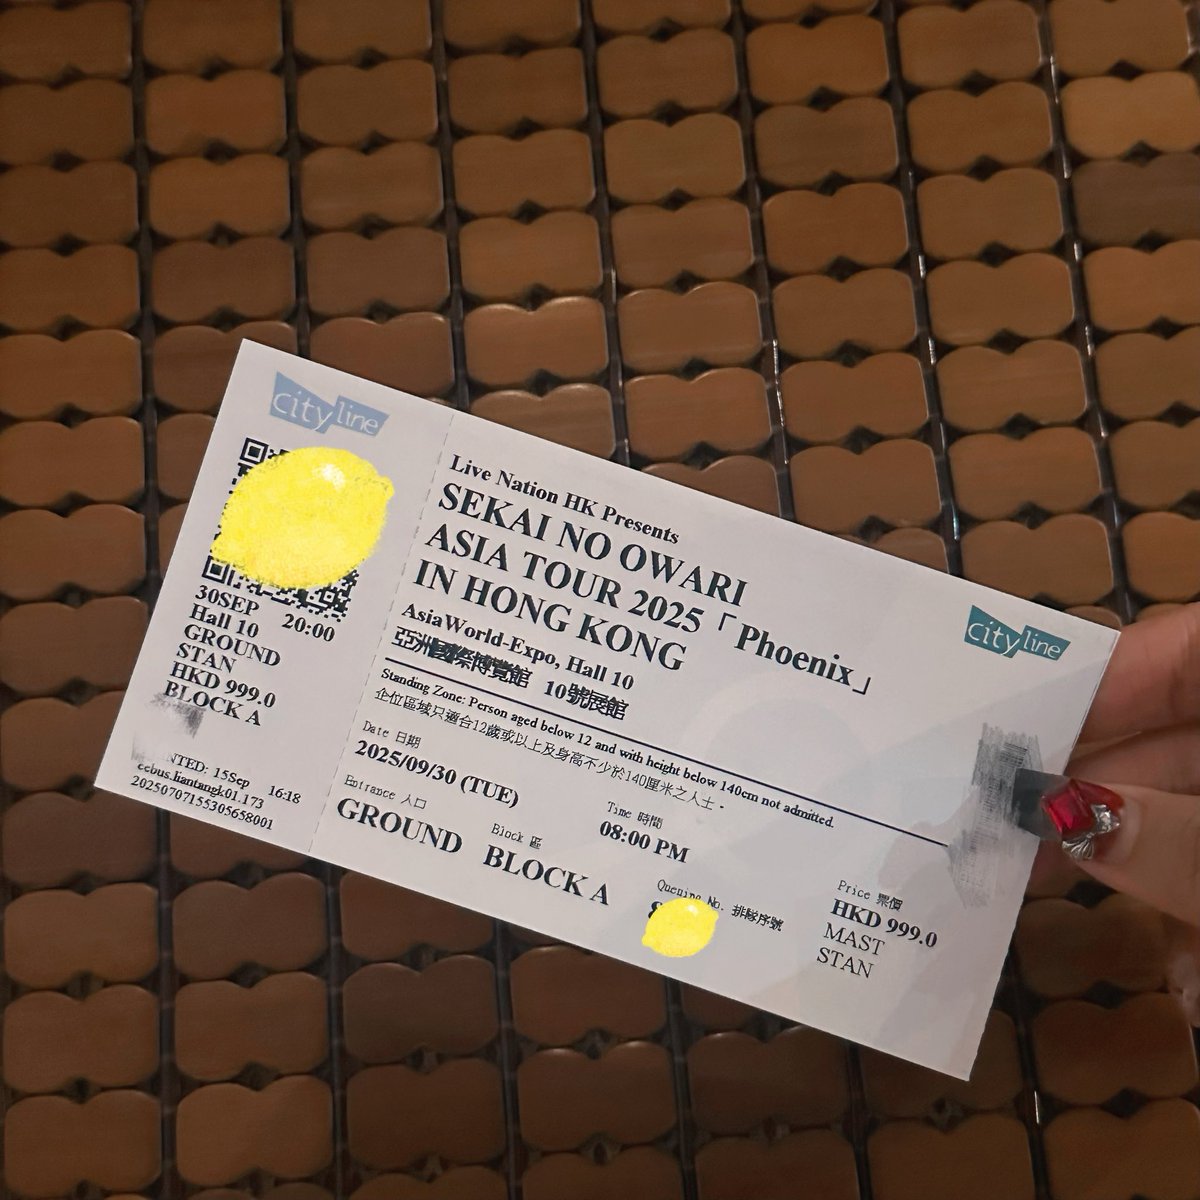 cityline
30SEP 20:00
Hall 10
GROUND
STAN
HKD 999.0
BLOCK A
NTED: 15Sep 16:18
cebus.liantangk01.173
20250707155305658001
Live Nation HK Presents
SEKAI NO OWARI
ASIA TOUR 2025「Phoenix」
IN HONG KONG
AsiaWorld-Expo, Hall 10
亞洲國際博覽館 10號展館
Standing Zone: Person aged below 12 and with height below 140cm not admitted.
企位區域只適合12歲或以上及身高不少於140厘米之人士。
Date 日期
2025/09/30 (TUE)
Time 時間
08:00 PM
Entrance 入口
GROUND
Block 區
BLOCK A
Queuing No. 排隊序號
Price 票價
HKD 999.0
MAST
STAN
cityline